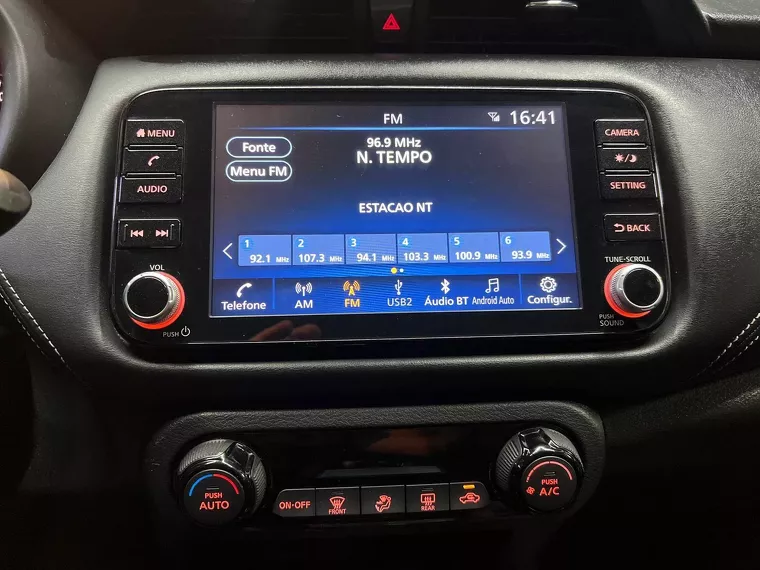 FM
16:41
MENU
Fonte
96.9 MHz
N. TEMPO
Menu FM
AUDIO
CAMERA
SETTING
BACK
ESTACAO NT
1 92.1 MHz
2 107.3 MHz
3 94.1 MHz
4 103.3 MHz
5 100.9 MHz
6 93.9 MHz
VOL
PUSH
TUNE·SCROLL
PUSH SOUND
Telefone
AM
FM
USB2
Áudio BT
Android Auto
Configur.
PUSH
AUTO
ON·OFF
FRONT
REAR
PUSH
A/C